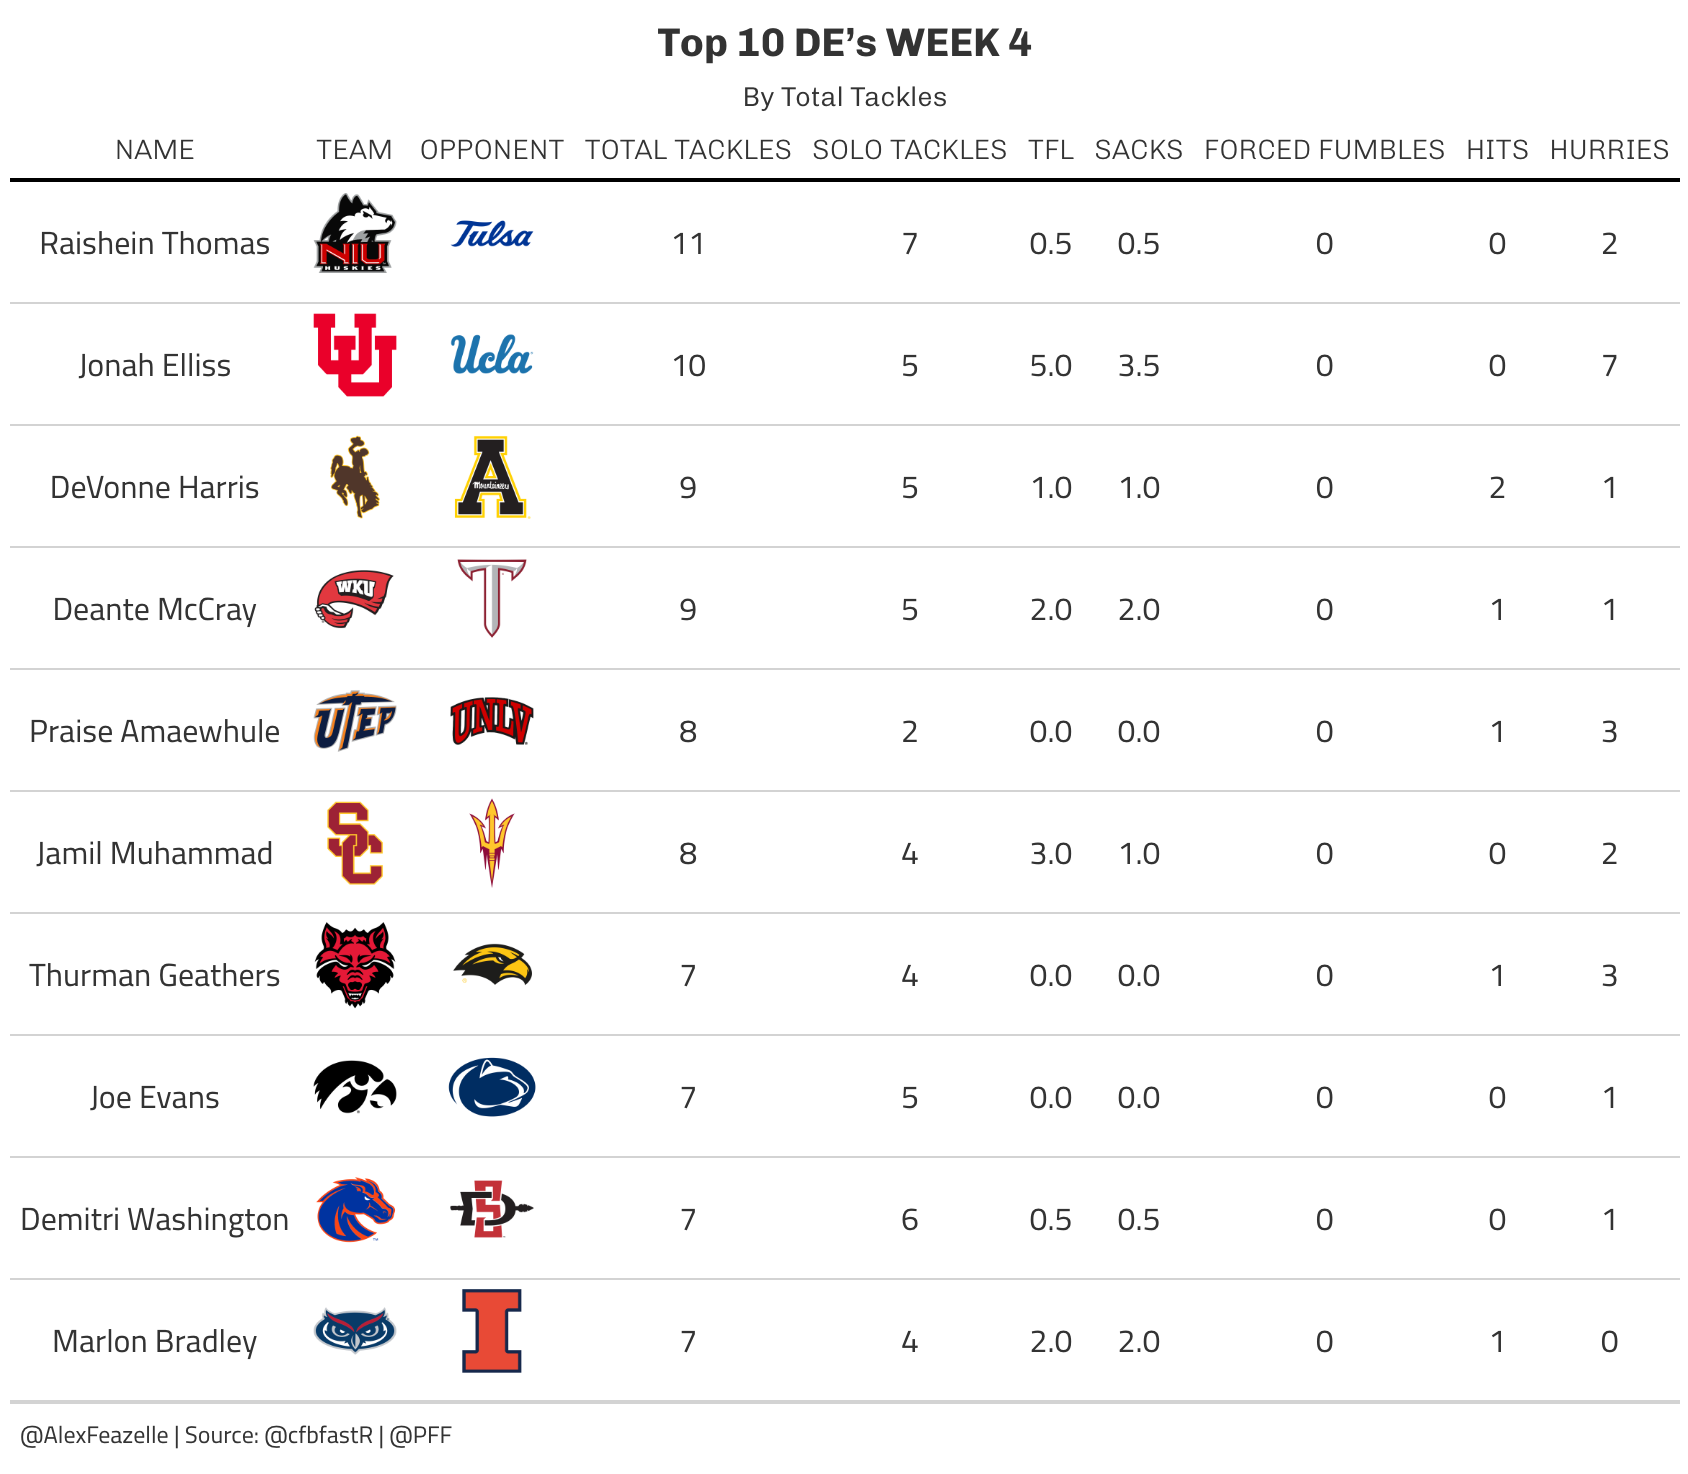 Top 10 DE’s WEEK 4
By Total Tackles
NAME TEAM OPPONENT TOTAL TACKLES SOLO TACKLES TFL SACKS FORCED FUMBLES HITS HURRIES
Raishein Thomas NIU HUSKIES Tulsa 11 7 0.5 0.5 0 0 2
Jonah Elliss U Ucla 10 5 5.0 3.5 0 0 7
DeVonne Harris A Mountaineers 9 5 1.0 1.0 0 2 1
Deante McCray WKU T 9 5 2.0 2.0 0 1 1
Praise Amaewhule UTEP UNLV 8 2 0.0 0.0 0 1 3
Jamil Muhammad SC 8 4 3.0 1.0 0 0 2
Thurman Geathers 7 4 0.0 0.0 0 1 3
Joe Evans 7 5 0.0 0.0 0 0 1
Demitri Washington SD 7 6 0.5 0.5 0 0 1
Marlon Bradley I 7 4 2.0 2.0 0 1 0
@AlexFeazelle | Source: @cfbfastR | @PFF